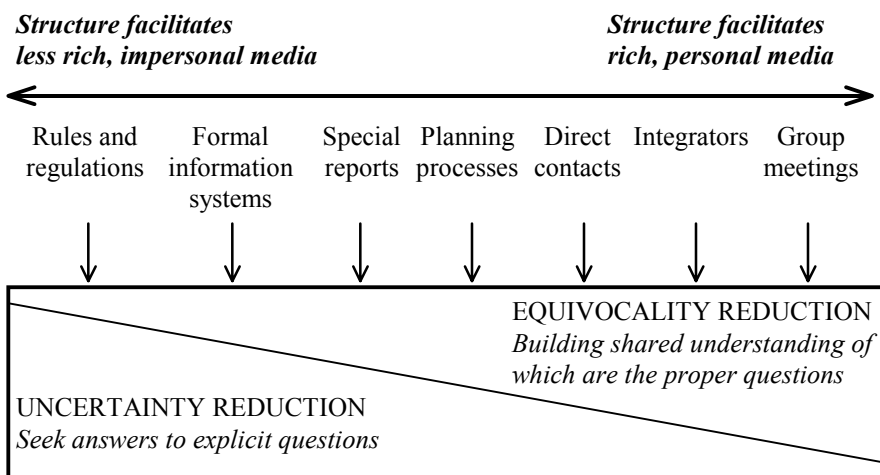 Structure facilitates
less rich, impersonal media
Structure facilitates
rich, personal media
Rules and
regulations
Formal
information
systems
Special
reports
Planning
processes
Direct
contacts
Integrators
Group
meetings
EQUIVOCALITY REDUCTION
Building shared understanding of
which are the proper questions
UNCERTAINTY REDUCTION
Seek answers to explicit questions